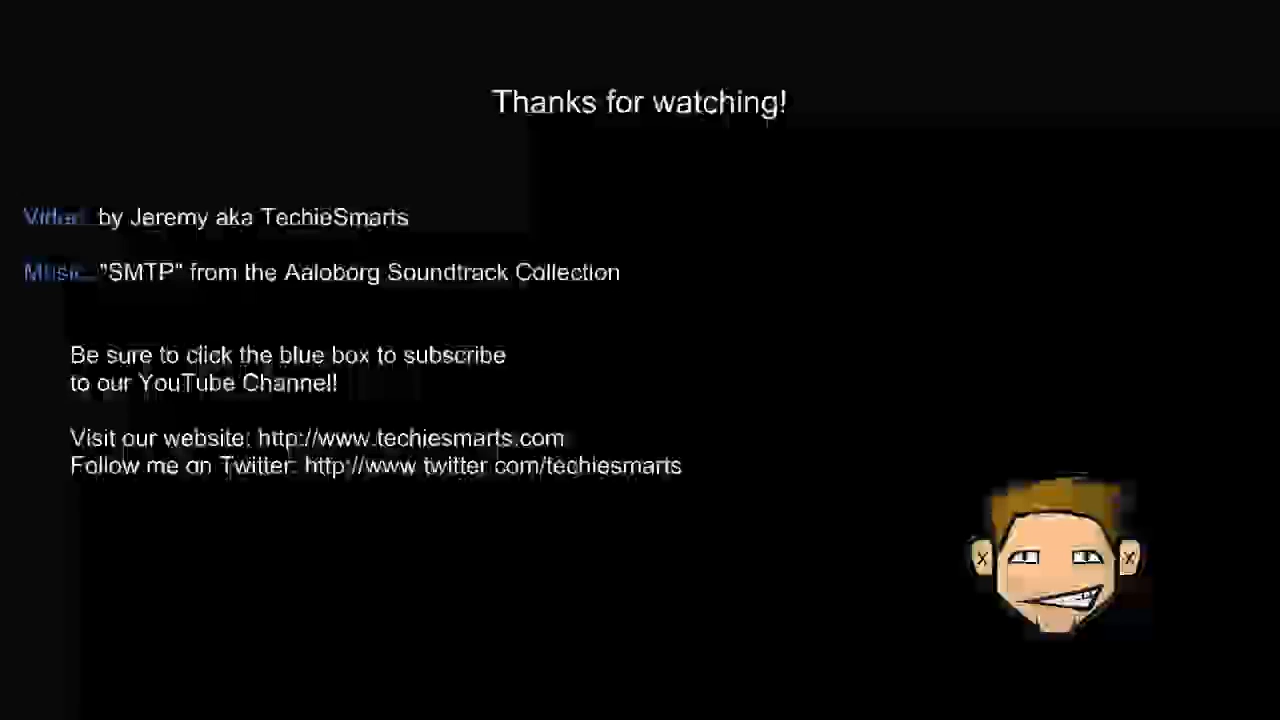 Thanks for watching!
Video: by Jeremy aka TechieSmarts
Music: "SMTP" from the Aaloborg Soundtrack Collection
Be sure to click the blue box to subscribe
to our YouTube Channel!
Visit our website: http://www.techiesmarts.com
Follow me on Twitter: http://www.twitter.com/techiesmarts